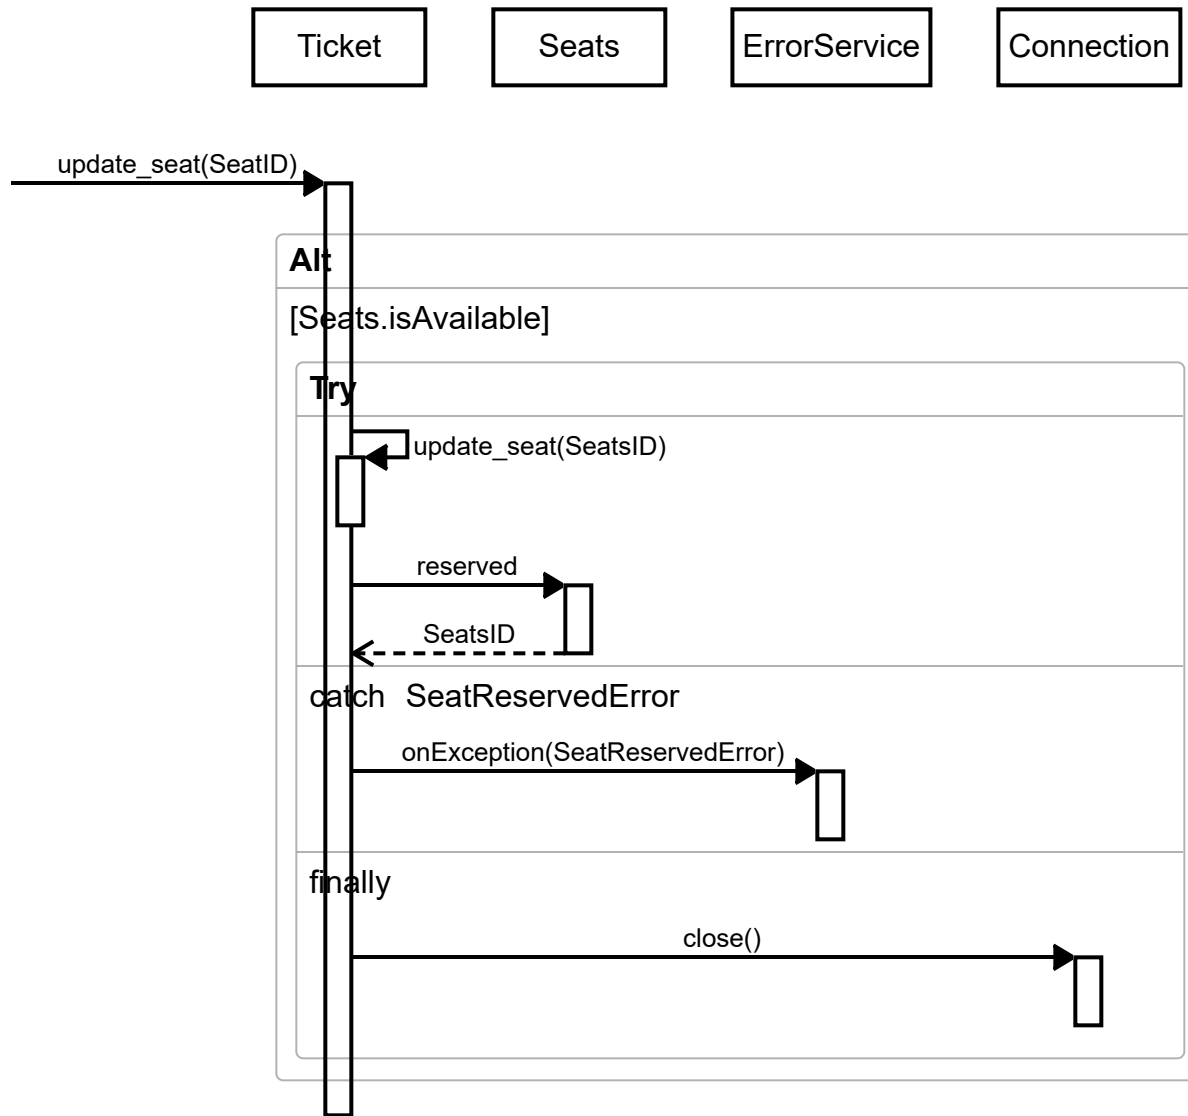 Ticket Seats ErrorService Connection
update_seat(SeatID)
Alt
[Seats.isAvailable]
Try
update_seat(SeatsID)
reserved
SeatsID
catch SeatReservedError
onException(SeatReservedError)
finally
close()